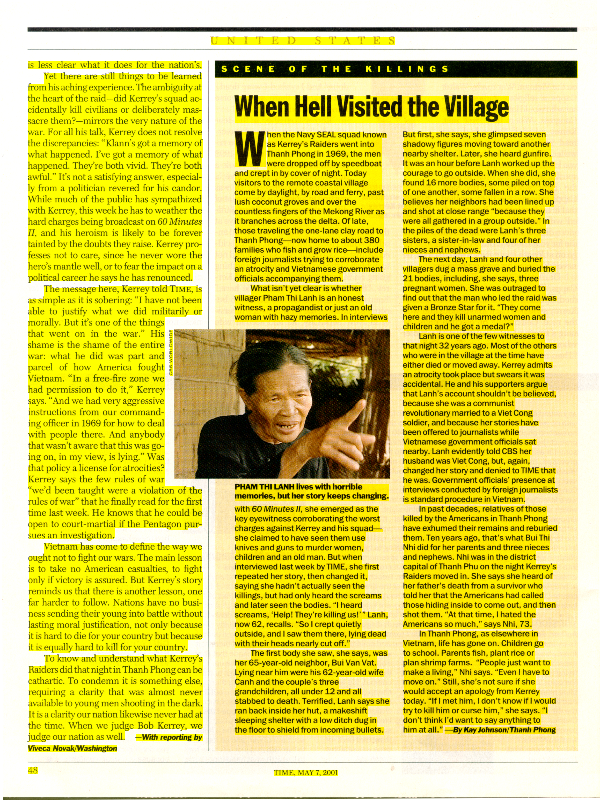 UNITED STATES
is less clear what it does for the nation's.
Yet there are still things to be learned
from his aching experience. The ambiguity at
the heart of the raid—did Kerrey's squad ac-
cidentally kill civilians or deliberately mas-
sacre them?—mirrors the very nature of the
war. For all his talk, Kerrey does not resolve
the discrepancies: "Klann's got a memory of
what happened. I've got a memory of what
happened. They're both vivid. They're both
awful." It's not a satisfying answer, especial-
ly from a politician revered for his candor.
While much of the public has sympathized
with Kerrey, this week he has to weather the
hard charges being broadcast on 60 Minutes
II, and his heroism is likely to be forever
tainted by the doubts they raise. Kerrey pro-
fesses not to care, since he never wore the
hero's mantle well, or to fear the impact on a
political career he says he has renounced.
The message here, Kerrey told TIME, is
as simple as it is sobering: "I have not been
able to justify what we did militarily or
morally. But it's one of the things
that went on in the war." His
shame is the shame of the entire
war: what he did was part and
parcel of how America fought
Vietnam. "In a free-fire zone we
had permission to do it," Kerrey
says. "And we had very aggressive
instructions from our command-
ing officer in 1969 for how to deal
with people there. And anybody
that wasn't aware that this was go-
ing on, in my view, is lying." Was
that policy a license for atrocities?
Kerrey says the few rules of war
"we'd been taught were a violation of the
rules of war" that he finally read for the first
time last week. He knows that he could be
open to court-martial if the Pentagon pur-
sues an investigation.
Vietnam has come to define the way we
ought not to fight our wars. The main lesson
is to take no American casualties, to fight
only if victory is assured. But Kerrey's story
reminds us that there is another lesson, one
far harder to follow. Nations have no busi-
ness sending their young into battle without
lasting moral justification, not only because
it is hard to die for your country but because
it is equally hard to kill for your country.
To know and understand what Kerrey's
Raiders did that night in Thanh Phong can be
cathartic. To condemn it is something else,
requiring a clarity that was almost never
available to young men shooting in the dark.
It is a clarity our nation likewise never had at
the time. When we judge Bob Kerrey, we
judge our nation as well. —With reporting by
Viveca Novak/Washington
SCENE OF THE KILLINGS
When Hell Visited the Village
When the Navy SEAL squad known
as Kerrey's Raiders went into
Thanh Phong in 1969, the men
were dropped off by speedboat
and crept in by cover of night. Today
visitors to the remote coastal village
come by daylight, by road and ferry, past
lush coconut groves and over the
countless fingers of the Mekong River as
it branches across the delta. Of late,
those traveling the one-lane clay road to
Thanh Phong—now home to about 380
families who fish and grow rice—include
foreign journalists trying to corroborate
an atrocity and Vietnamese government
officials accompanying them.
What isn't yet clear is whether
villager Pham Thi Lanh is an honest
witness, a propagandist or just an old
woman with hazy memories. In interviews
PHAM THI LANH lives with horrible
memories, but her story keeps changing.
with 60 Minutes II, she emerged as the
key eyewitness corroborating the worst
charges against Kerrey and his squad—
she claimed to have seen them use
knives and guns to murder women,
children and an old man. But when
interviewed last week by TIME, she first
repeated her story, then changed it,
saying she hadn't actually seen the
killings, but had only heard the screams
and later seen the bodies. "I heard
screams, 'Help! They're killing us!' " Lanh,
now 62, recalls. "So I crept quietly
outside, and I saw them there, lying dead
with their heads nearly cut off."
The first body she saw, she says, was
her 65-year-old neighbor, Bui Van Vat.
Lying near him were his 62-year-old wife
Canh and the couple's three
grandchildren, all under 12 and all
stabbed to death. Terrified, Lanh says she
ran back inside her hut, a makeshift
sleeping shelter with a low ditch dug in
the floor to shield from incoming bullets.
But first, she says, she glimpsed seven
shadowy figures moving toward another
nearby shelter. Later, she heard gunfire.
It was an hour before Lanh worked up the
courage to go outside. When she did, she
found 16 more bodies, some piled on top
of one another, some fallen in a row. She
believes her neighbors had been lined up
and shot at close range "because they
were all gathered in a group outside." In
the piles of the dead were Lanh's three
sisters, a sister-in-law and four of her
nieces and nephews.
The next day, Lanh and four other
villagers dug a mass grave and buried the
21 bodies, including, she says, three
pregnant women. She was outraged to
find out that the man who led the raid was
given a Bronze Star for it. "They come
here and they kill unarmed women and
children and he got a medal?"
Lanh is one of the few witnesses to
that night 32 years ago. Most of the others
who were in the village at the time have
either died or moved away. Kerrey admits
an atrocity took place but swears it was
accidental. He and his supporters argue
that Lanh's account shouldn't be believed,
because she was a communist
revolutionary married to a Viet Cong
soldier, and because her stories have
been offered to journalists while
Vietnamese government officials sat
nearby. Lanh evidently told CBS her
husband was Viet Cong, but, again,
changed her story and denied to TIME that
he was. Government officials' presence at
interviews conducted by foreign journalists
is standard procedure in Vietnam.
In past decades, relatives of those
killed by the Americans in Thanh Phong
have exhumed their remains and reburied
them. Ten years ago, that's what Bui Thi
Nhi did for her parents and three nieces
and nephews. Nhi was in the district
capital of Thanh Phu on the night Kerrey's
Raiders moved in. She says she heard of
her father's death from a survivor who
told her that the Americans had called
those hiding inside to come out, and then
shot them. "At that time, I hated the
Americans so much," says Nhi, 73.
In Thanh Phong, as elsewhere in
Vietnam, life has gone on. Children go
to school. Parents fish, plant rice or
plan shrimp farms. "People just want to
make a living," Nhi says. "Even I have to
move on." Still, she's not sure if she
would accept an apology from Kerrey
today. "If I met him, I don't know if I would
try to kill him or curse him," she says. "I
don't think I'd want to say anything to
him at all." —By Kay Johnson/Thanh Phong
48
TIME, MAY 7, 2001